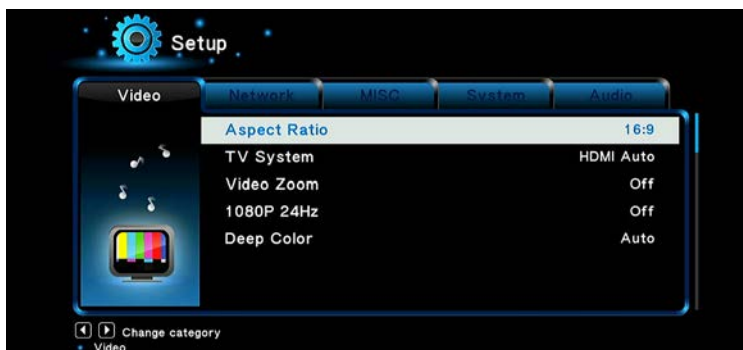 Setup
Video Network MISC System Audio
Aspect Ratio 16:9
TV System HDMI Auto
Video Zoom Off
1080P 24Hz Off
Deep Color Auto
Change category
Video